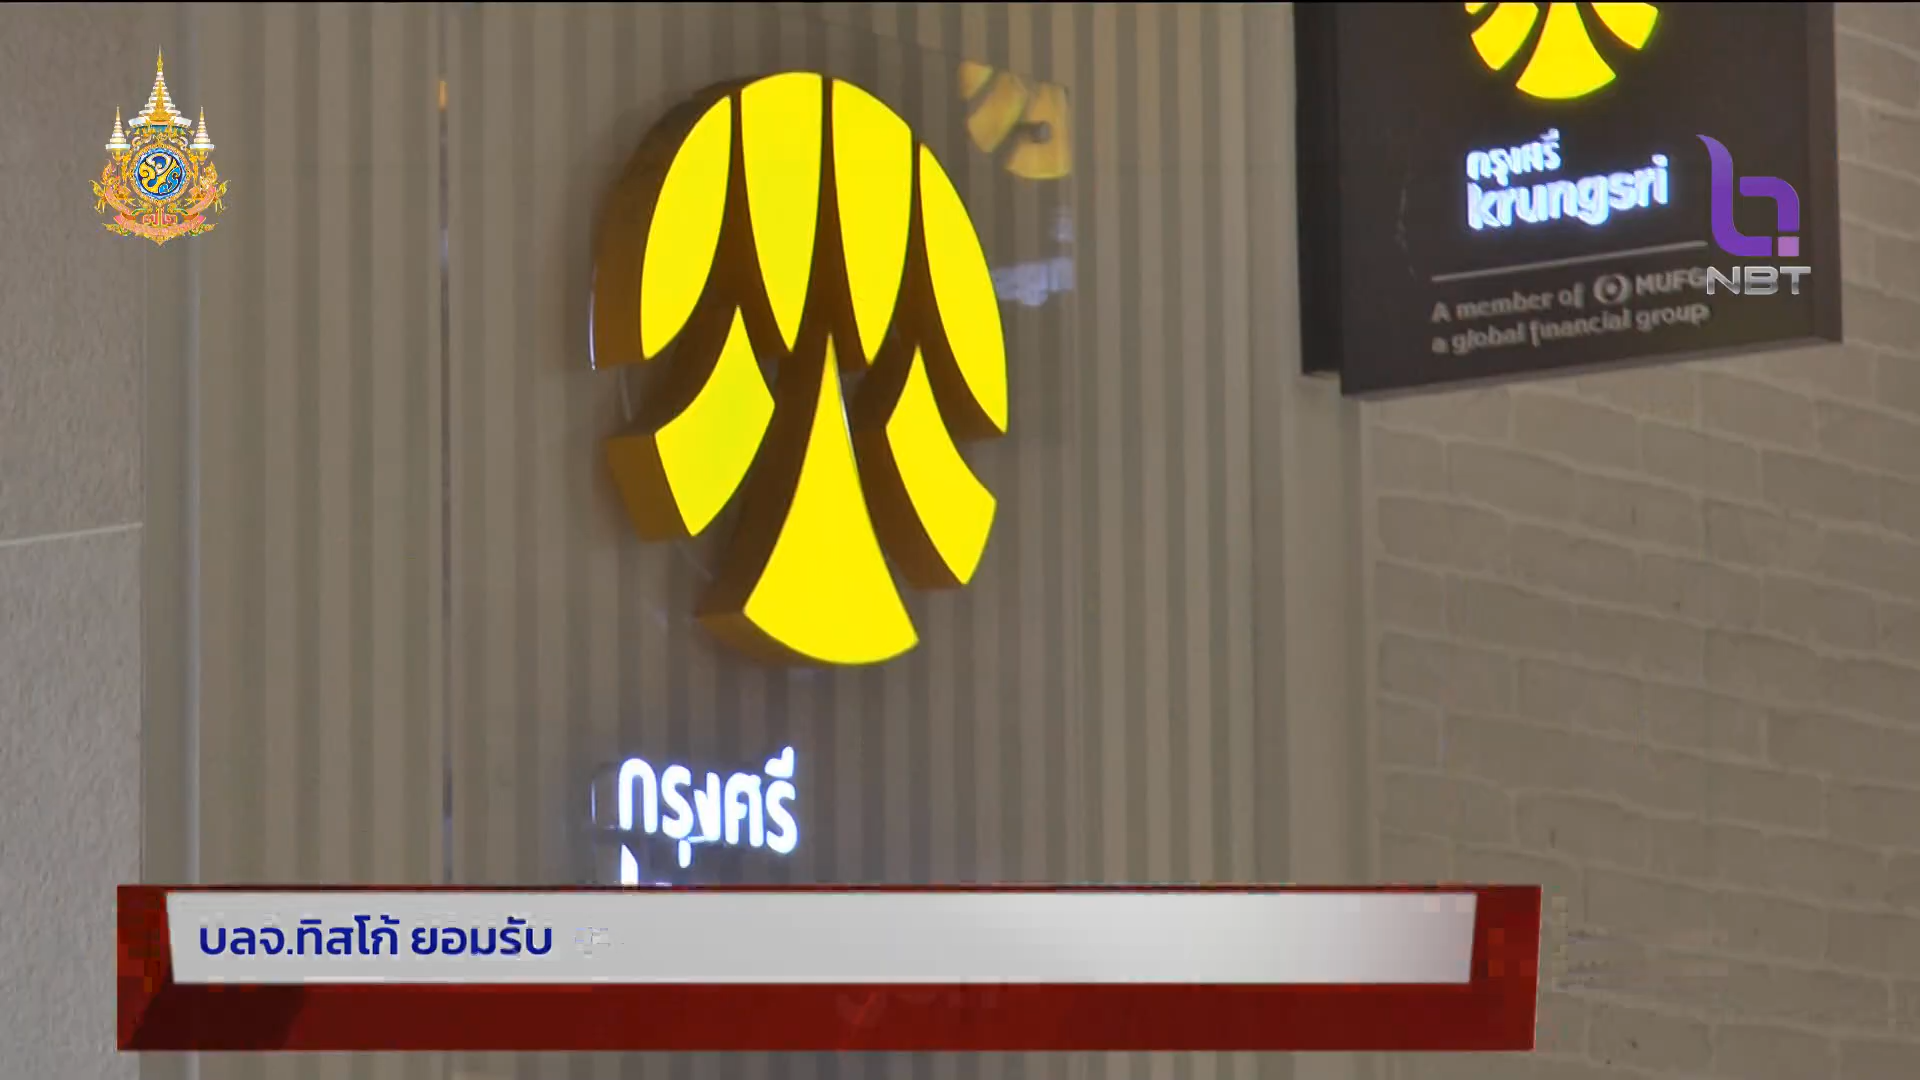 กรุงศรี
krungsri
A member of MUFG
a global financial group
NBT
กรุงศรี
บลจ.ทิสโก้ ยอมรับ